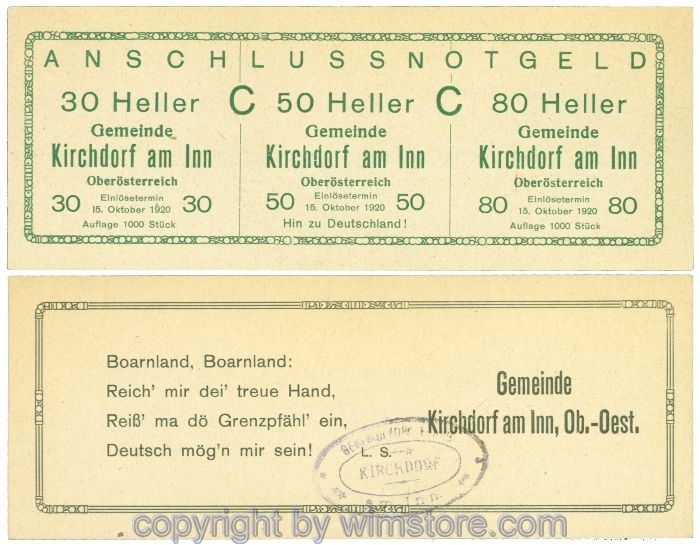 ANSCHLUSSNOTGELD
30 Heller C 50 Heller C 80 Heller
Gemeinde Gemeinde Gemeinde
Kirchdorf am Inn Kirchdorf am Inn Kirchdorf am Inn
Oberösterreich Oberösterreich Oberösterreich
30 Einlösetermin 30 50 Einlösetermin 50 80 Einlösetermin 80
15. Oktober 1920 15. Oktober 1920 15. Oktober 1920
Auflage 1000 Stück Hin zu Deutschland! Auflage 1000 Stück
Boarnland, Boarnland:
Reich' mir dei' treue Hand,
Reiß' ma dö Grenzpfähl' ein,
Deutsch mög'n mir sein! L. S.
Gemeinde
Kirchdorf am Inn, Ob.-Oest.
KIRCHDORF
am Inn.
copyright by wimstore.com